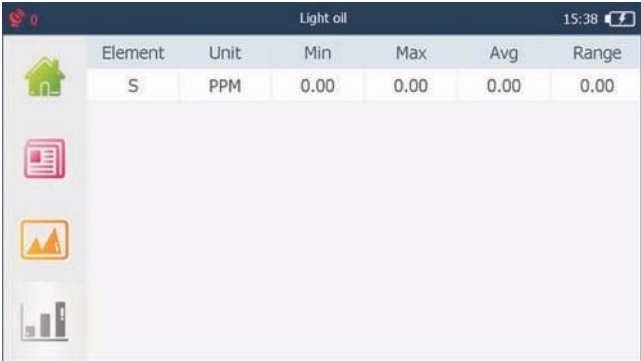 0 Light oil 15:38
Element Unit Min Max Avg Range
S PPM 0.00 0.00 0.00 0.00